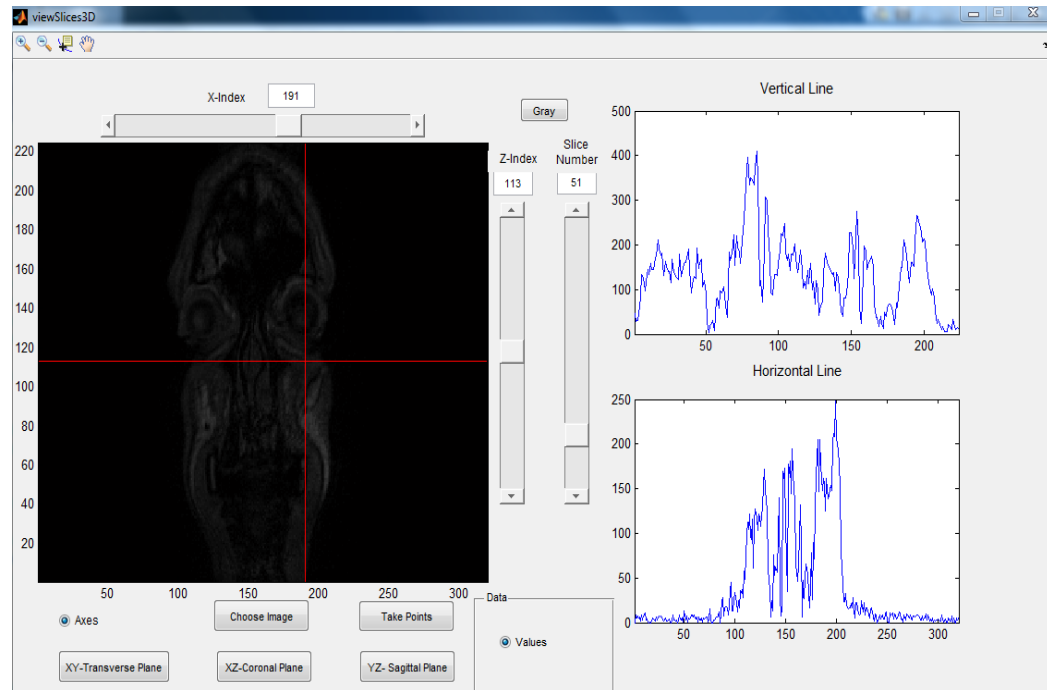 viewSlices3D
X-Index 191
Gray
Z-Index
113
Slice
Number
51
220
200
180
160
140
120
100
80
60
40
20
50 100 150 200 250 300
Vertical Line
500
400
300
200
100
0
50 100 150 200
Horizontal Line
250
200
150
100
50
0
50 100 150 200 250 300
Axes
Choose Image
Take Points
XY-Transverse Plane
XZ-Coronal Plane
YZ- Sagittal Plane
Data
Values